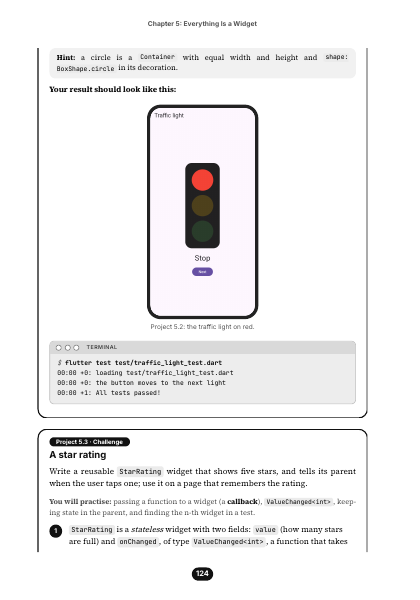 Chapter 5: Everything Is a Widget
Hint: a circle is a Container with equal width and height and shape:
BoxShape.circle in its decoration.
Your result should look like this:
Traffic light
Stop
Next
Project 5.2: the traffic light on red.
TERMINAL
$ flutter test test/traffic_light_test.dart
00:00 +0: loading test/traffic_light_test.dart
00:00 +0: the button moves to the next light
00:00 +1: All tests passed!
Project 5.3 · Challenge
A star rating
Write a reusable StarRating widget that shows five stars, and tells its parent
when the user taps one; use it on a page that remembers the rating.
You will practise: passing a function to a widget (a callback), ValueChanged<int>, keep-
ing state in the parent, and finding the n-th widget in a test.
1 StarRating is a stateless widget with two fields: value (how many stars
are full) and onChanged, of type ValueChanged<int>, a function that takes
124